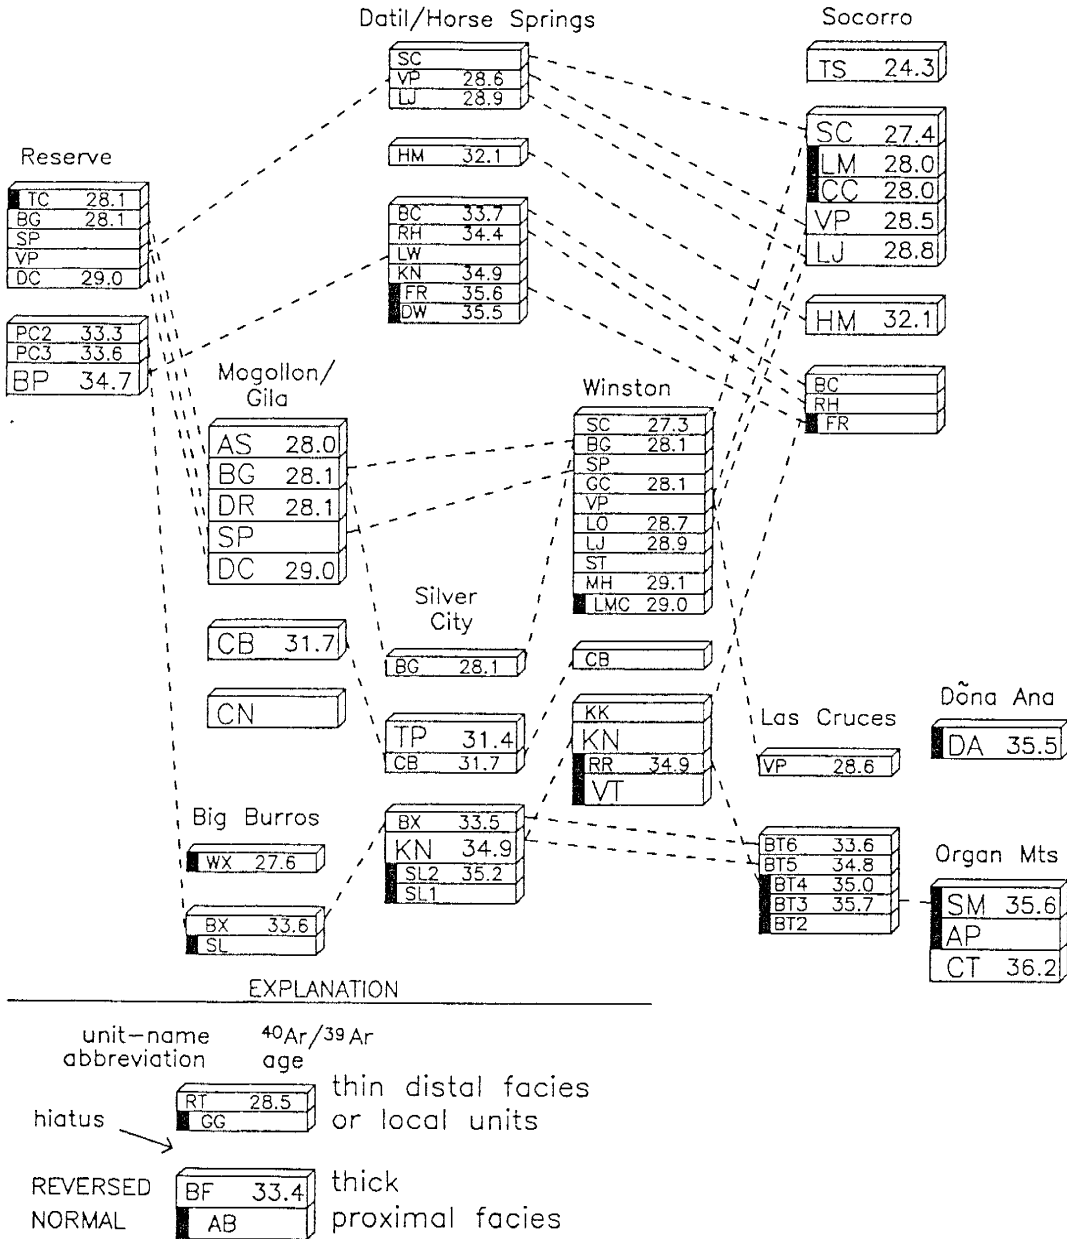 Datil/Horse Springs
SC
VP 28.6
LJ 28.9
HM 32.1
BC 33.7
RH 34.4
LW
KN 34.9
FR 35.6
DW 35.5
Socorro
TS 24.3
SC 27.4
LM 28.0
CC 28.0
VP 28.5
LJ 28.8
HM 32.1
BC
RH
FR
Reserve
TC 28.1
BG 28.1
SP
VP
DC 29.0
PC2 33.3
PC3 33.6
BP 34.7
Mogollon/
Gila
AS 28.0
BG 28.1
DR 28.1
SP
DC 29.0
CB 31.7
CN
Winston
SC 27.3
BG 28.1
SP
GC 28.1
VP
LO 28.7
LJ 28.9
ST
MH 29.1
LMC 29.0
CB
KK
KN
RR 34.9
VT
Silver
City
BG 28.1
TP 31.4
CB 31.7
BX 33.5
KN 34.9
SL2 35.2
SL1
Big Burros
WX 27.6
BX 33.6
SL
Las Cruces
VP 28.6
BT6 33.6
BT5 34.8
BT4 35.0
BT3 35.7
BT2
Dõna Ana
DA 35.5
Organ Mts
SM 35.6
AP
CT 36.2
EXPLANATION
unit-name
abbreviation
40Ar/39Ar
age
RT 28.5
GG
thin distal facies
or local units
hiatus
REVERSED
NORMAL
BF 33.4
AB
thick
proximal facies